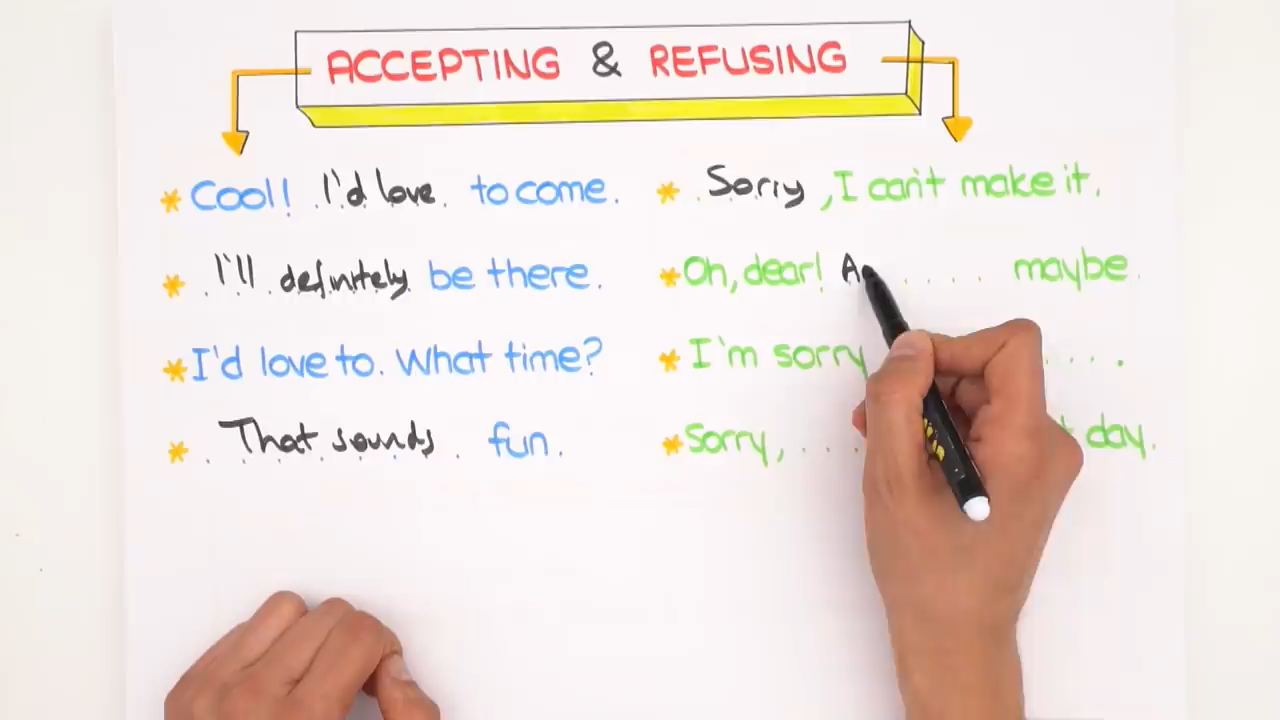 ACCEPTING & REFUSING
* Cool! I'd love to come.
* I'll definitely be there.
* I'd love to. What time?
* That sounds fun.
* Sorry, I can't make it.
* Oh, dear! A ..... maybe.
* I'm sorry .....
* Sorry, ... day.